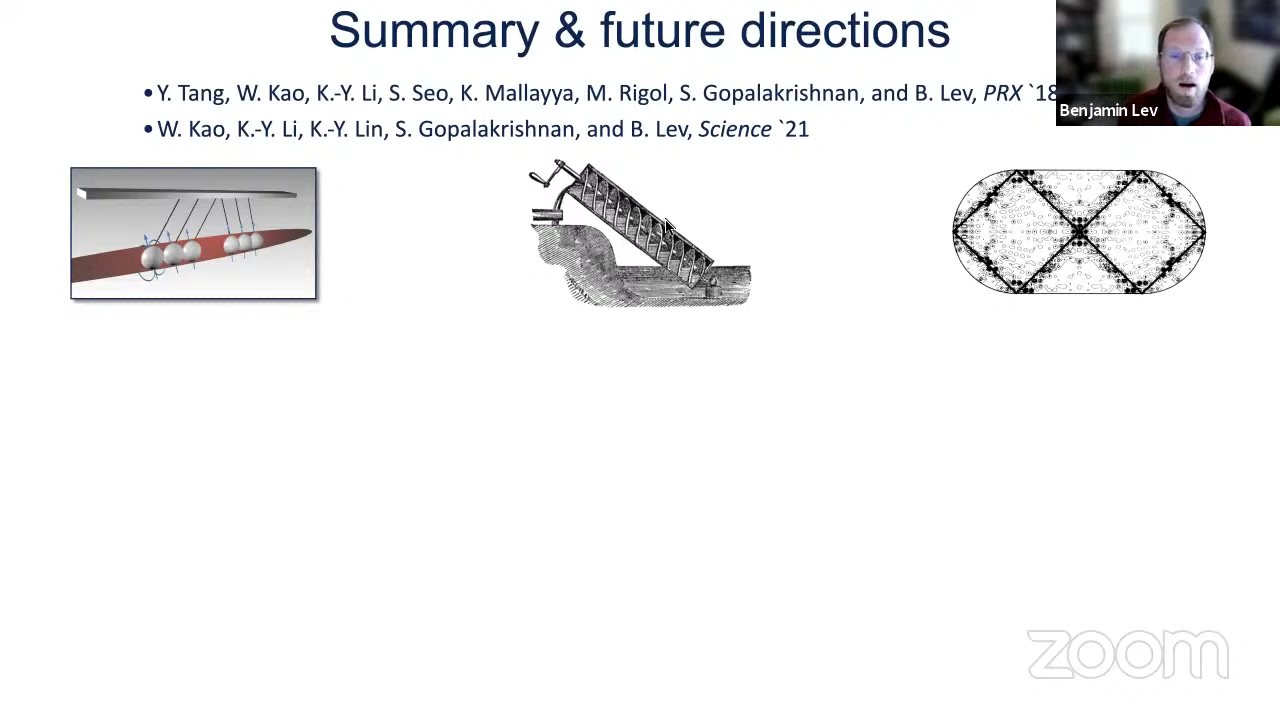 Summary & future directions
•Y. Tang, W. Kao, K.-Y. Li, S. Seo, K. Mallayya, M. Rigol, S. Gopalakrishnan, and B. Lev, PRX `18
•W. Kao, K.-Y. Li, K.-Y. Lin, S. Gopalakrishnan, and B. Lev, Science `21
Benjamin Lev
zoom